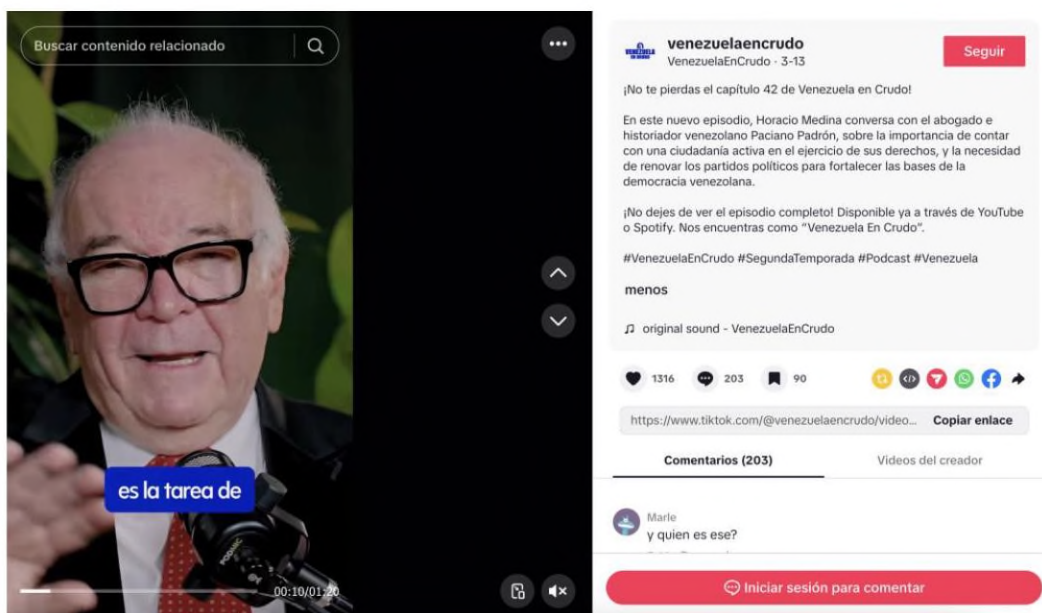 Buscar contenido relacionado
es la tarea de
PODMIC
00:10/01:20
VENEZUELA
EN CRUDO
venezuelaencrudo
VenezuelaEnCrudo · 3-13
Seguir
¡No te pierdas el capítulo 42 de Venezuela en Crudo!
En este nuevo episodio, Horacio Medina conversa con el abogado e
historiador venezolano Paciano Padrón, sobre la importancia de contar
con una ciudadanía activa en el ejercicio de sus derechos, y la necesidad
de renovar los partidos políticos para fortalecer las bases de la
democracia venezolana.
¡No dejes de ver el episodio completo! Disponible ya a través de YouTube
o Spotify. Nos encuentras como "Venezuela En Crudo".
#VenezuelaEnCrudo #SegundaTemporada #Podcast #Venezuela
menos
original sound - VenezuelaEnCrudo
1316 203 90
https://www.tiktok.com/@venezuelaencrudo/video... Copiar enlace
Comentarios (203) Videos del creador
Marle
y quien es ese?
Iniciar sesión para comentar